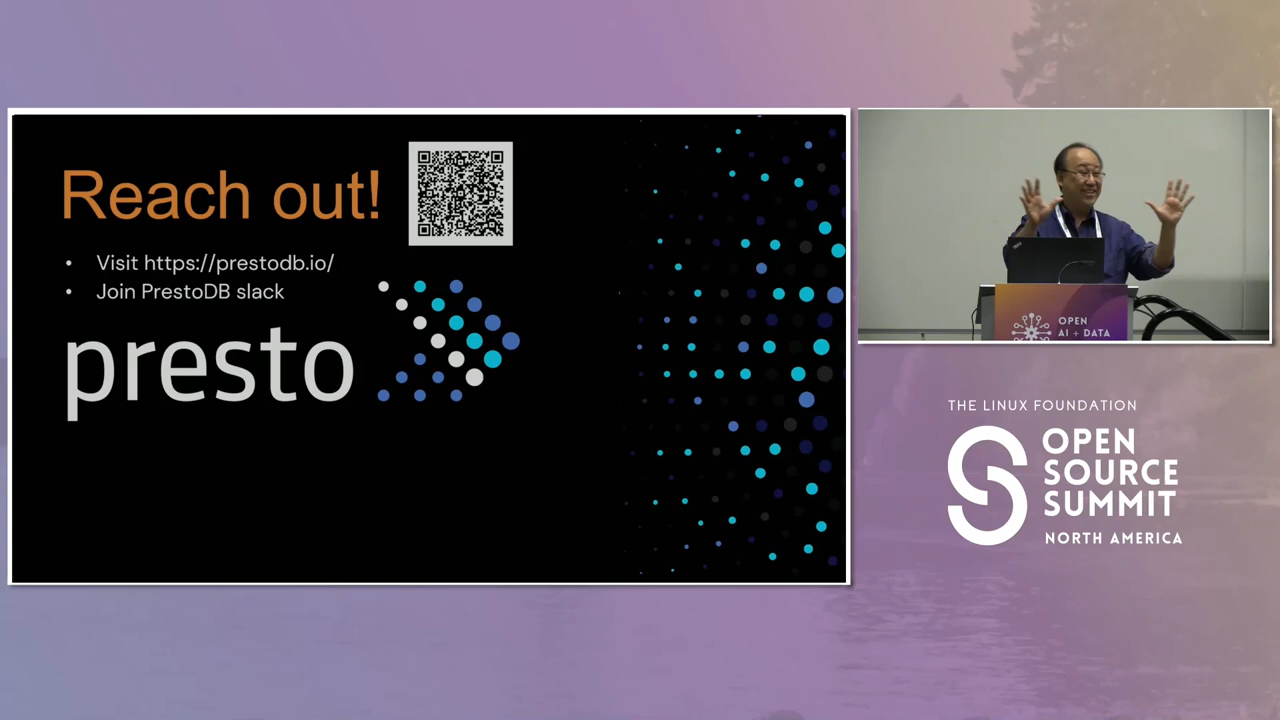 Reach out!
• Visit https://prestodb.io/
• Join PrestoDB slack
presto
OPEN
AI + DATA
THE LINUX FOUNDATION
OPEN
SOURCE
SUMMIT
NORTH AMERICA